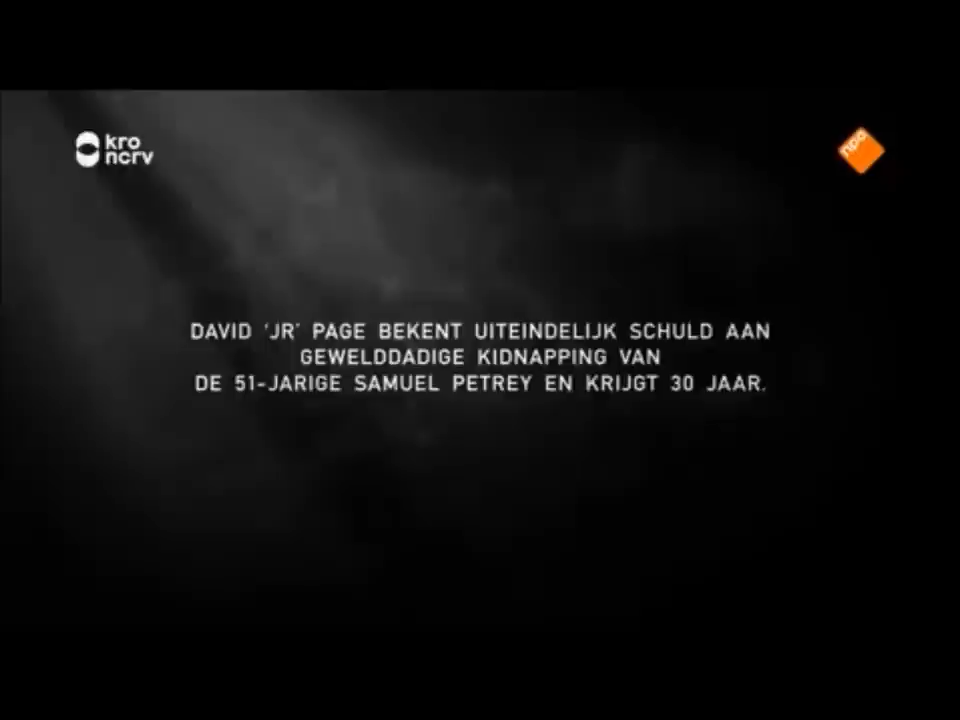 kro
ncrv
npo
DAVID 'JR' PAGE BEKENT UITEINDELIJK SCHULD AAN
GEWELDDADIGE KIDNAPPING VAN
DE 51-JARIGE SAMUEL PETREY EN KRIJGT 30 JAAR.